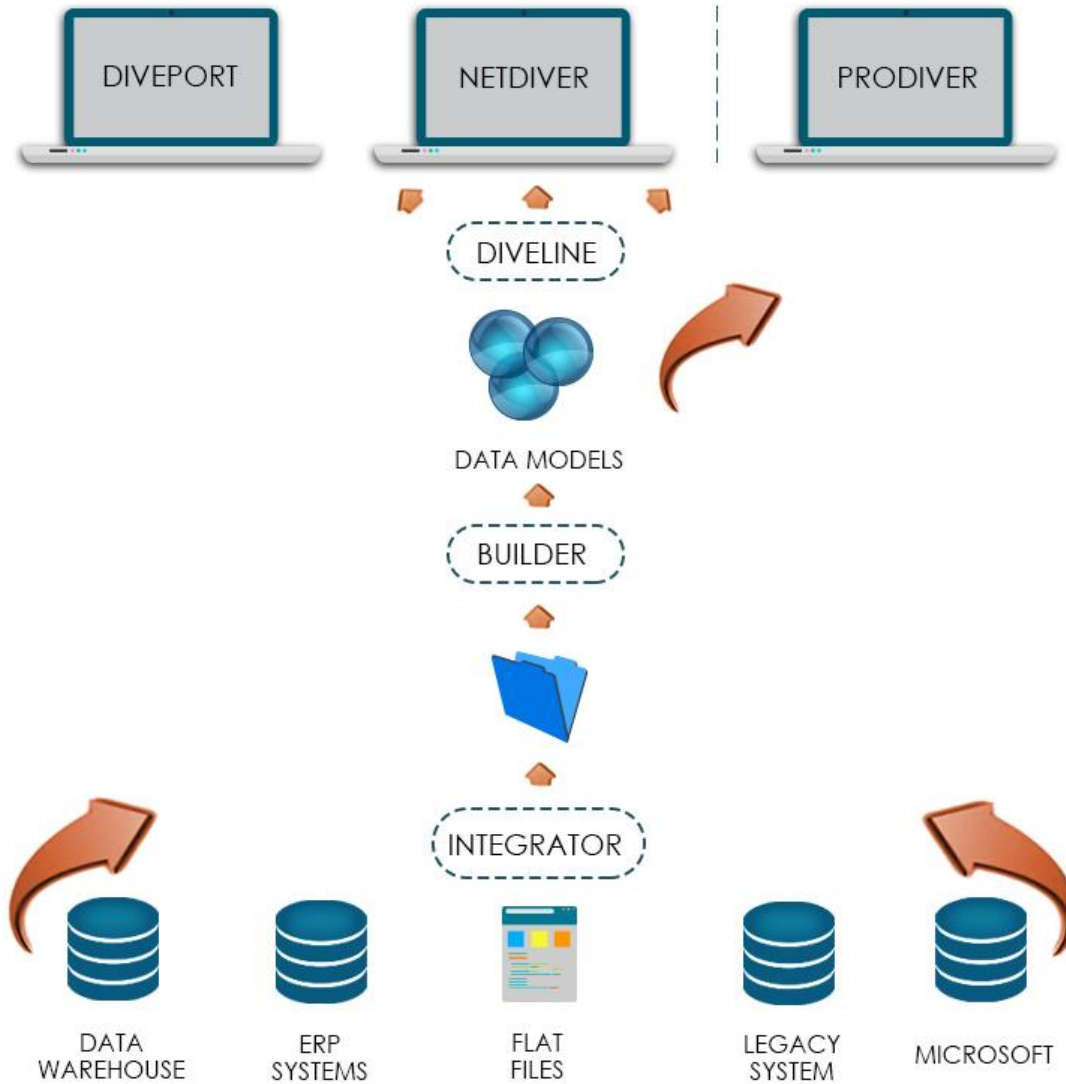 DIVEPORT
NETDIVER
PRODIVER
DIVELINE
DATA MODELS
BUILDER
INTEGRATOR
DATA
WAREHOUSE
ERP
SYSTEMS
FLAT
FILES
LEGACY
SYSTEM
MICROSOFT